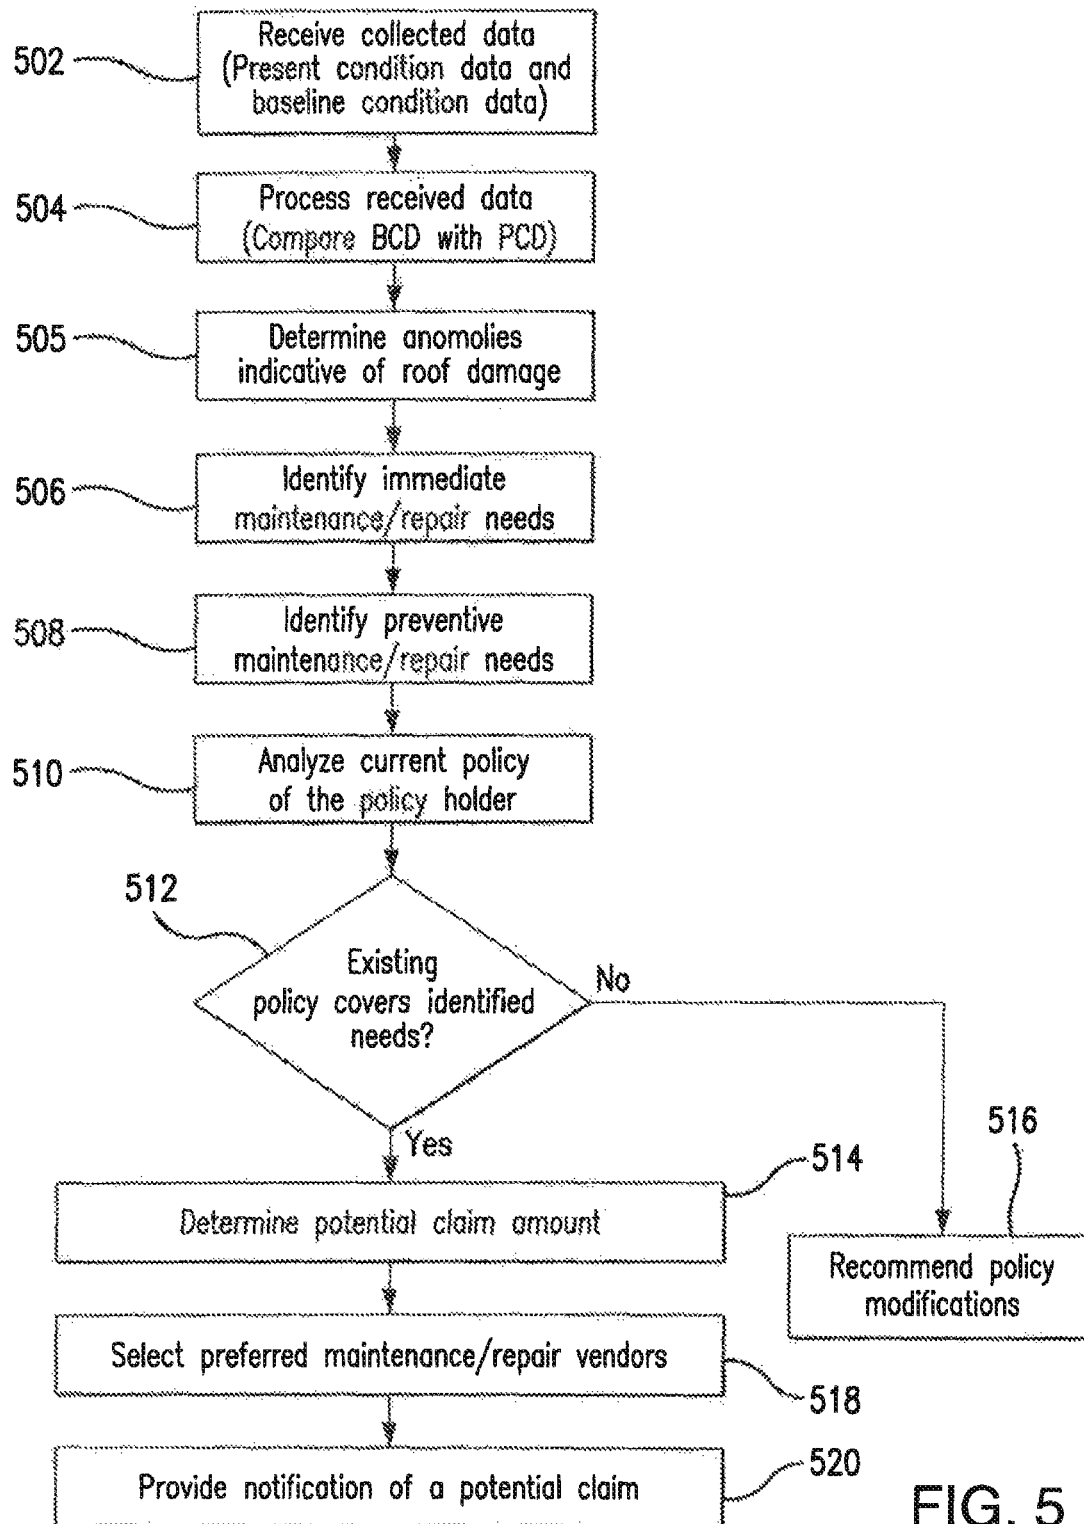 502
Receive collected data
(Present condition data and
baseline condition data)
504
Process received data
(Compare BCD with PCD)
505
Determine anomolies
indicative of roof damage
506
Identify immediate
maintenance/repair needs
508
Identify preventive
maintenance/repair needs
510
Analyze current policy
of the policy holder
512
Existing
policy covers identified
needs?
No
Yes
514
Determine potential claim amount
516
Recommend policy
modifications
Select preferred maintenance/repair vendors
518
520
Provide notification of a potential claim
FIG. 5